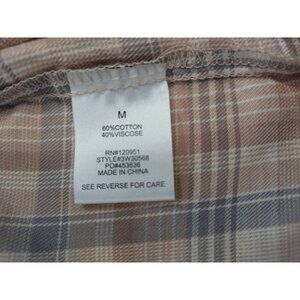 M
60%COTTON
40%VISCOSE
RN#120951
STYLE#3W30568
PO#453636
MADE IN CHINA
SEE REVERSE FOR CARE